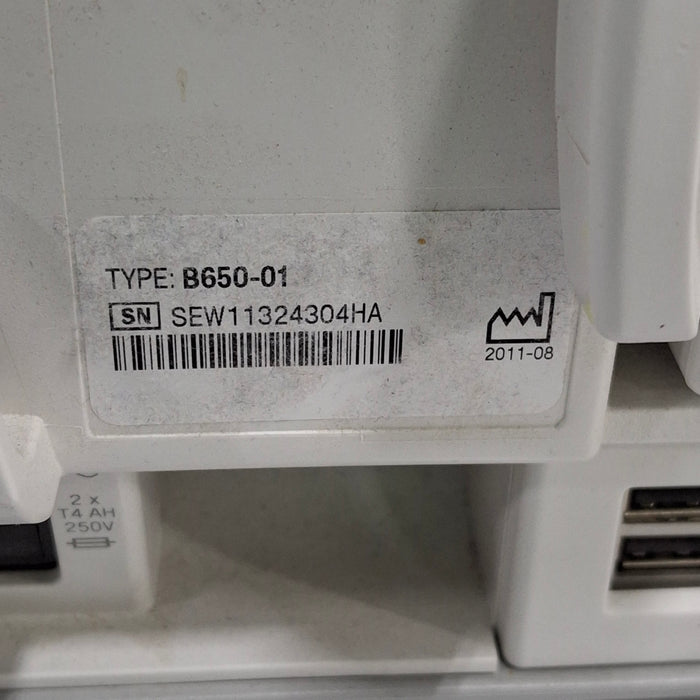 TYPE: B650-01
SN SEW11324304HA
2011-08
2 x
T4 AH
250V